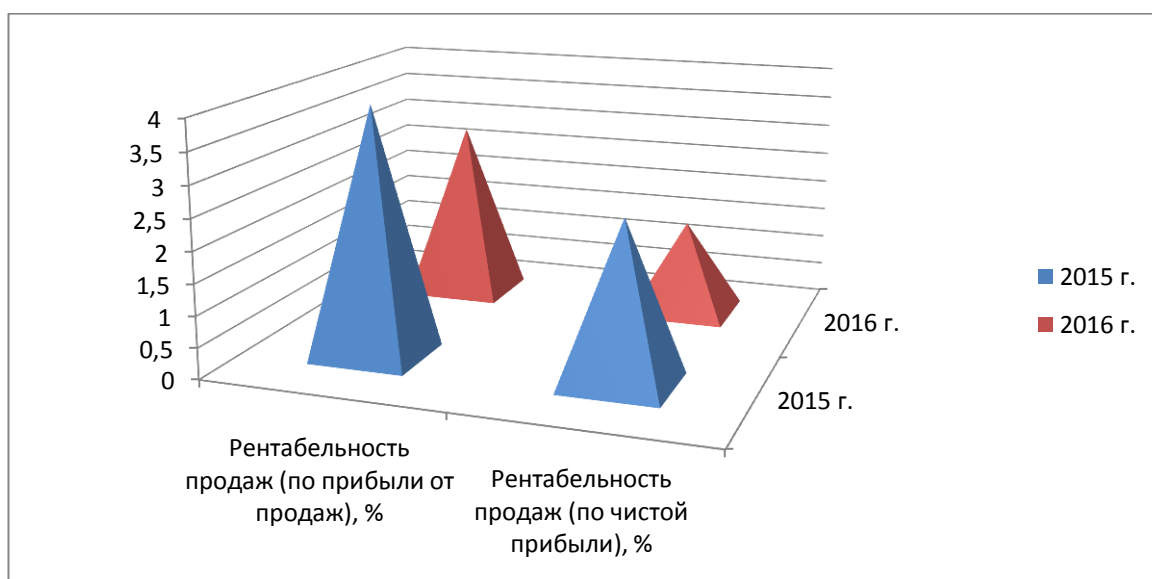 4
3,5
3
2,5
2
1,5
1
0,5
0
Рентабельность
продаж (по прибыли от
продаж), %
Рентабельность
продаж (по чистой
прибыли), %
2015 г.
2016 г.
2015 г.
2016 г.